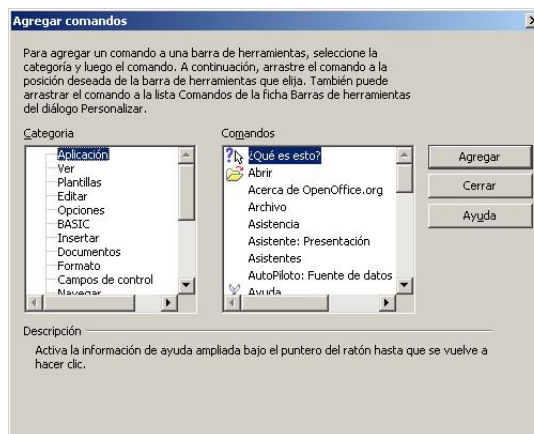 Agregar comandos
Para agregar un comando a una barra de herramientas, seleccione la
categoría y luego el comando. A continuación, arrastre el comando a la
posición deseada de la barra de herramientas que elija. También puede
arrastrar el comando a la lista Comandos de la ficha Barras de herramientas
del diálogo Personalizar.
Categoria
Aplicación
Ver
Plantillas
Editar
Opciones
BASIC
Insertar
Documentos
Formato
Campos de control
Navegar
Comandos
¿Qué es esto?
Abrir
Acerca de OpenOffice.org
Archivo
Asistencia
Asistente: Presentación
Asistentes
AutoPiloto: Fuente de datos
Ayuda
Agregar
Cerrar
Ayuda
Descripción
Activa la información de ayuda ampliada bajo el puntero del ratón hasta que se vuelve a
hacer clic.